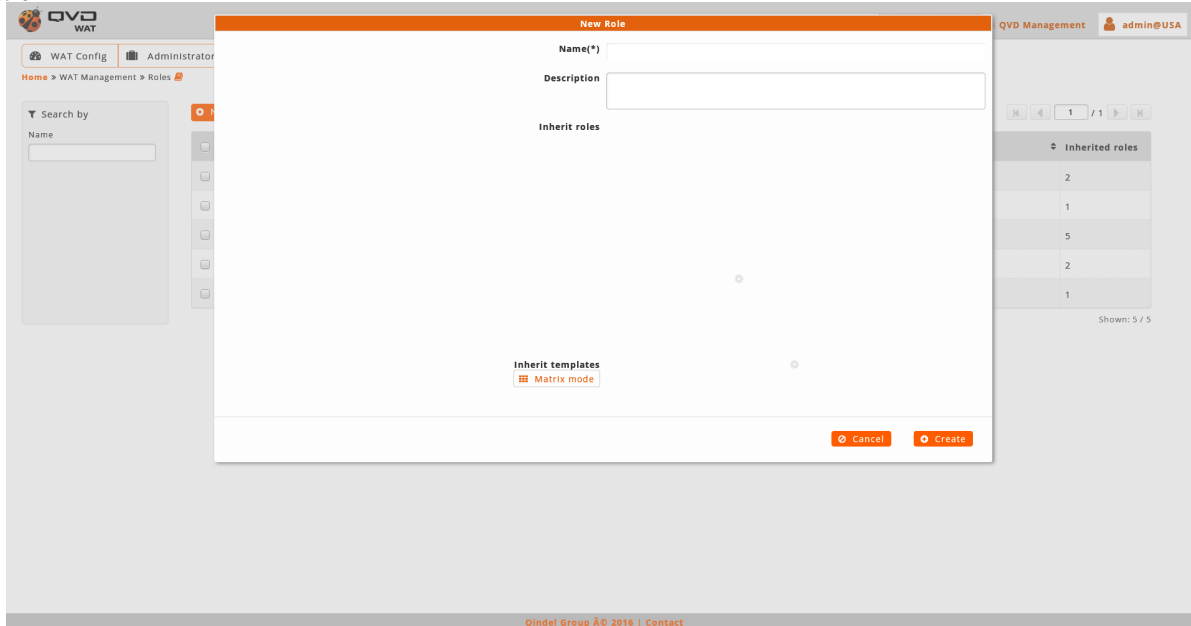 QVD
WAT
New Role
QVD Management
admin@USA
WAT Config
Administrator
Name(*)
Home » WAT Management » Roles
Description
Search by
1 / 1
Name
Inherit roles
Inherited roles
2
1
5
2
1
Shown: 5 / 5
Inherit templates
Matrix mode
Cancel
Create
Qindel Group Â© 2016 | Contact